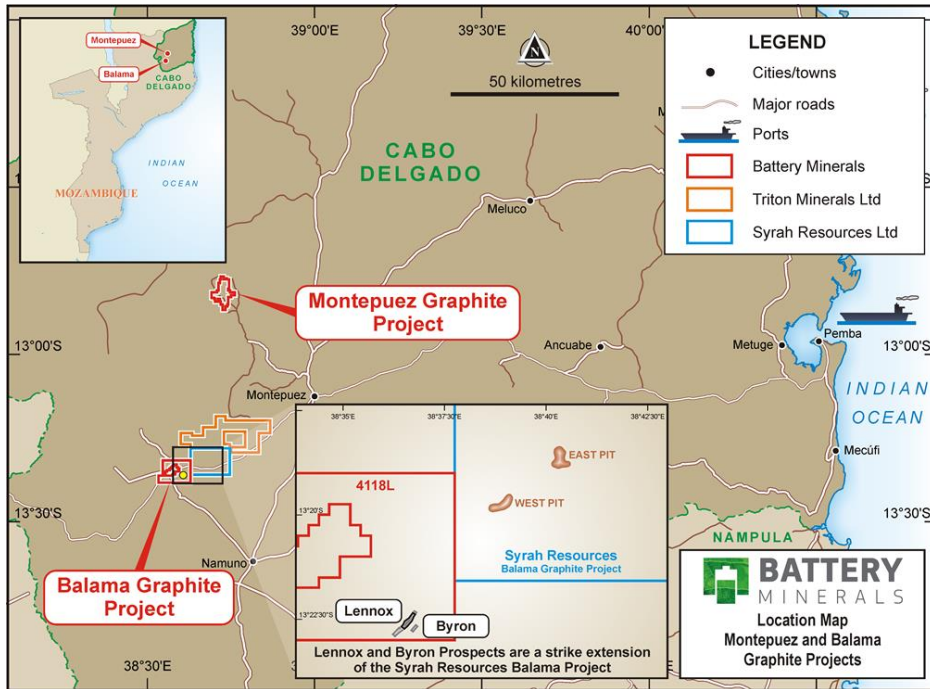 39°00'E
39°30'E
40°00'
Montepuez
Balama
CABO
DELGADO
INDIAN
OCEAN
MOZAMBIQUE
N
50 kilometres
LEGEND
Cities/towns
Major roads
Ports
Battery Minerals
Triton Minerals Ltd
Syrah Resources Ltd
CABO
DELGADO
Meluco
Montepuez Graphite
Project
13°00'S
Ancuabe
Metuge
Pemba
13°00'S
Montepuez
INDIAN
OCEAN
Mecúfi
38°35'E
38°37'30"E
38°40'E
38°42'30"E
EAST PIT
4118L
WEST PIT
13°20'S
13°30'S
13°30'S
NAMPULA
Syrah Resources
Balama Graphite Project
Namuno
Balama Graphite
Project
13°22'30"S
Lennox
Byron
Lennox and Byron Prospects are a strike extension
of the Syrah Resources Balama Project
BATTERY
MINERALS
Location Map
Montepuez and Balama
Graphite Projects
38°30'E
39°